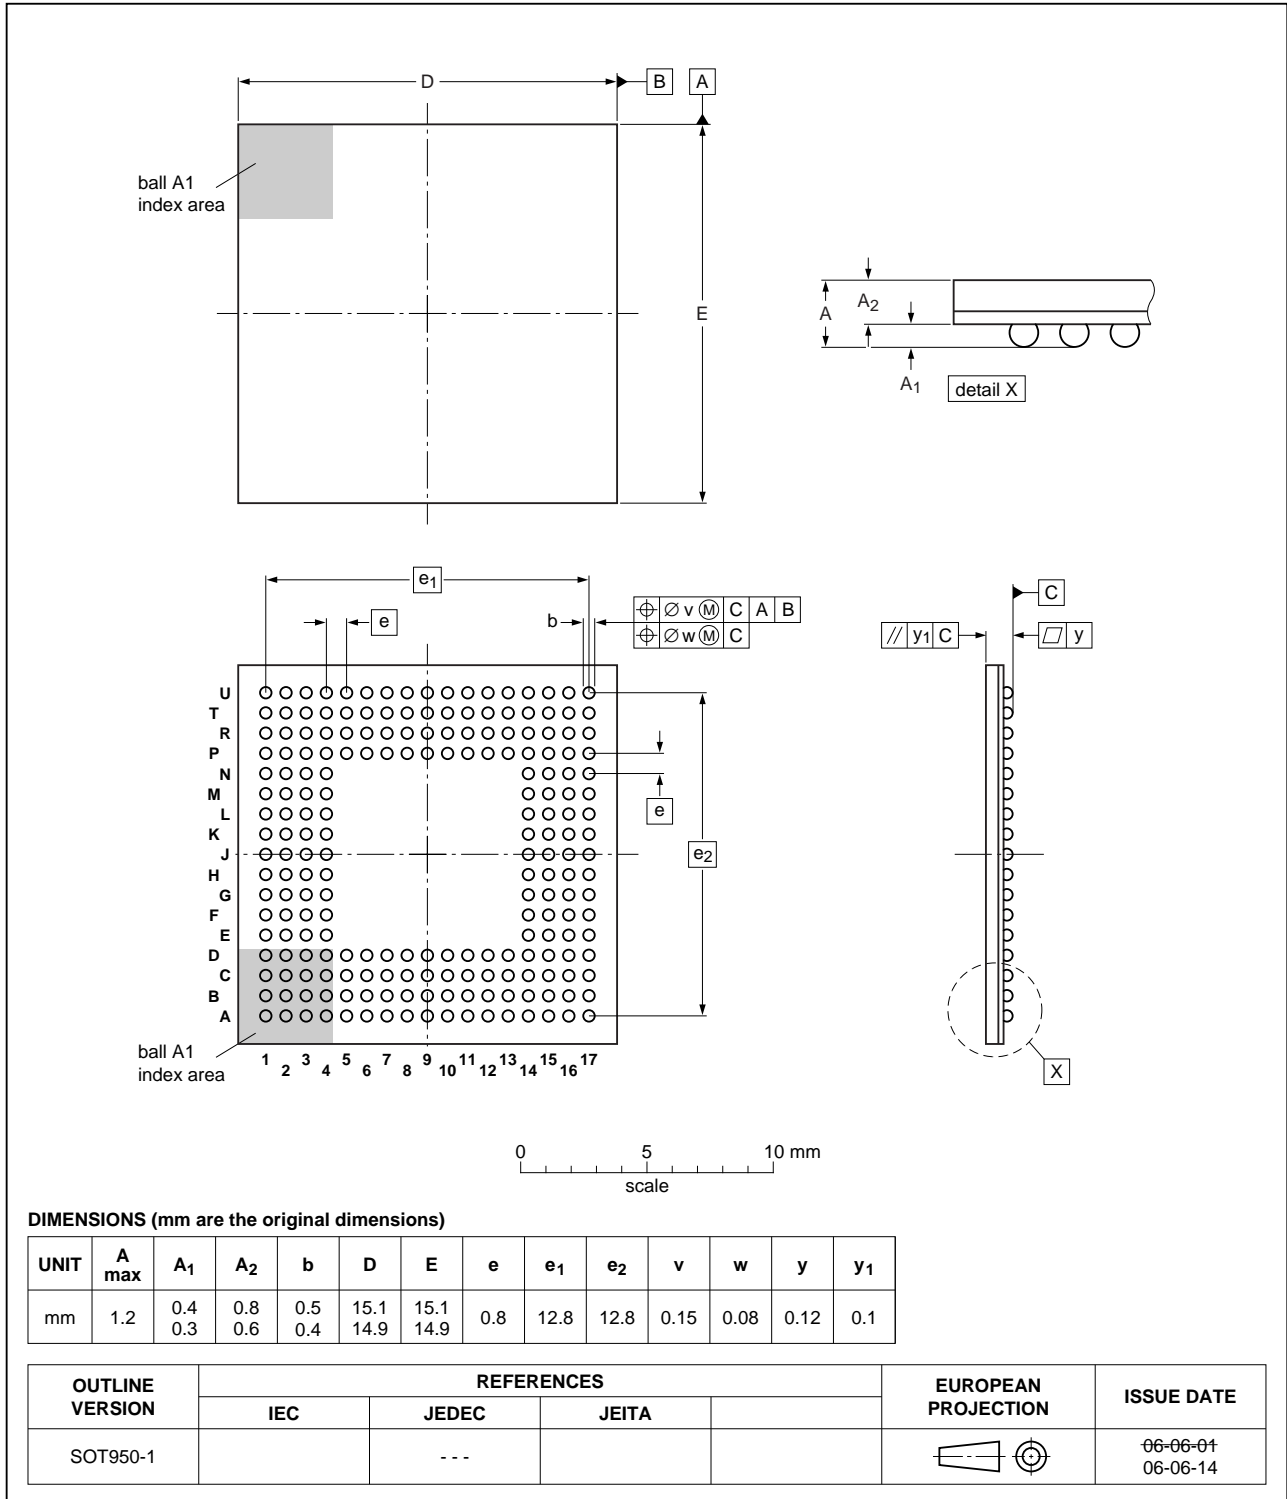 D
B
A
ball A1
index area
E
A
A2
A1
detail X
e1
e
b
Ø v M C A B
Ø w M C
C
// y1 C
y
U
T
R
P
N
M
L
K
J
H
G
F
E
D
C
B
A
e
e2
ball A1
index area
1 2 3 4 5 6 7 8 9 10 11 12 13 14 15 16 17
X
0 5 10 mm
scale
DIMENSIONS (mm are the original dimensions)
UNIT A max A1 A2 b D E e e1 e2 v w y y1
mm 1.2 0.4 0.3 0.8 0.6 0.5 0.4 15.1 14.9 15.1 14.9 0.8 12.8 12.8 0.15 0.08 0.12 0.1
OUTLINE VERSION REFERENCES EUROPEAN PROJECTION ISSUE DATE
IEC JEDEC JEITA
SOT950-1 - - - 06-06-01
06-06-14